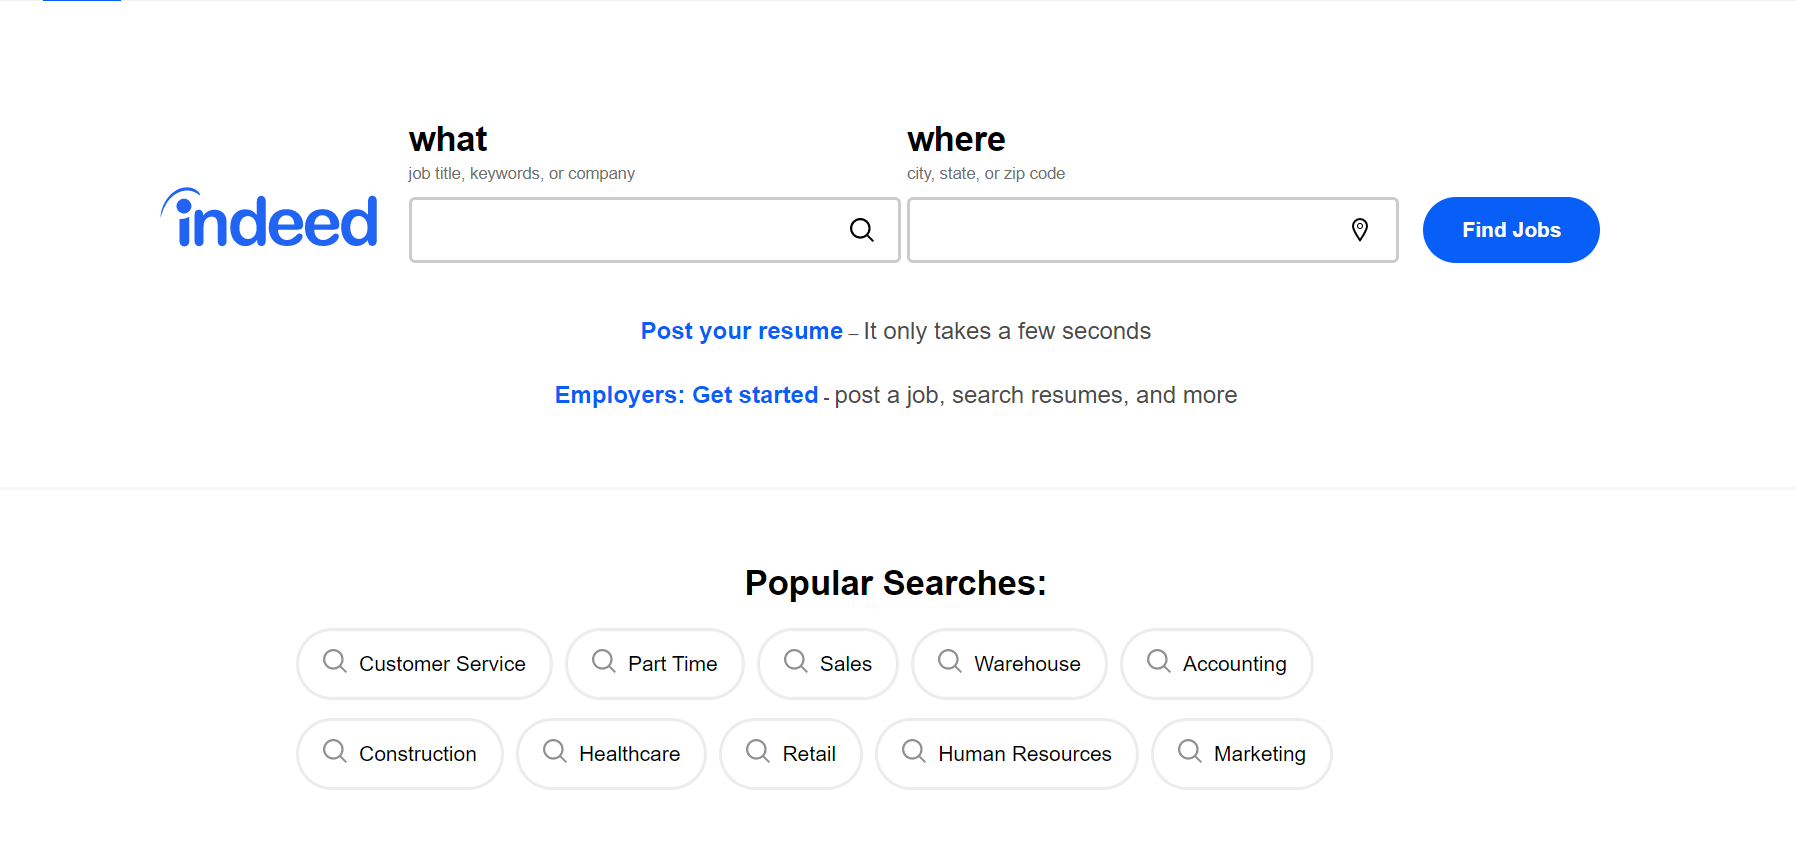 what
where
job title, keywords, or company
city, state, or zip code
indeed
Find Jobs
Post your resume – It only takes a few seconds
Employers: Get started - post a job, search resumes, and more
Popular Searches:
Customer Service
Part Time
Sales
Warehouse
Accounting
Construction
Healthcare
Retail
Human Resources
Marketing